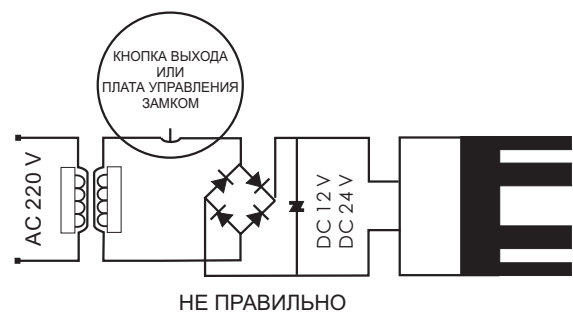 КНОПКА ВЫХОДА
ИЛИ
ПЛАТА УПРАВЛЕНИЯ
ЗАМКОМ
AC 220 V
DC 12 V
DC 24 V
НЕ ПРАВИЛЬНО